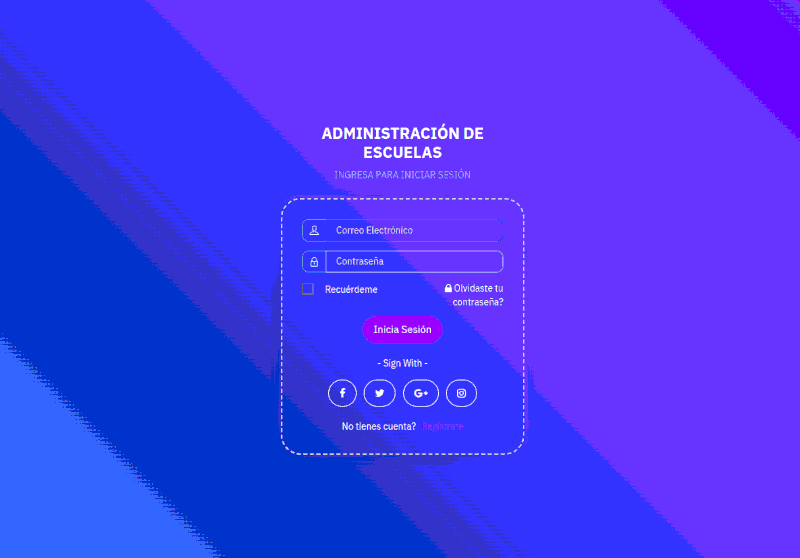 ADMINISTRACIÓN DE
ESCUELAS
INGRESA PARA INICIAR SESIÓN
Correo Electrónico
Contraseña
Recuérdeme
Olvidaste tu
contraseña?
Inicia Sesión
- Sign With -
No tienes cuenta? Registrate